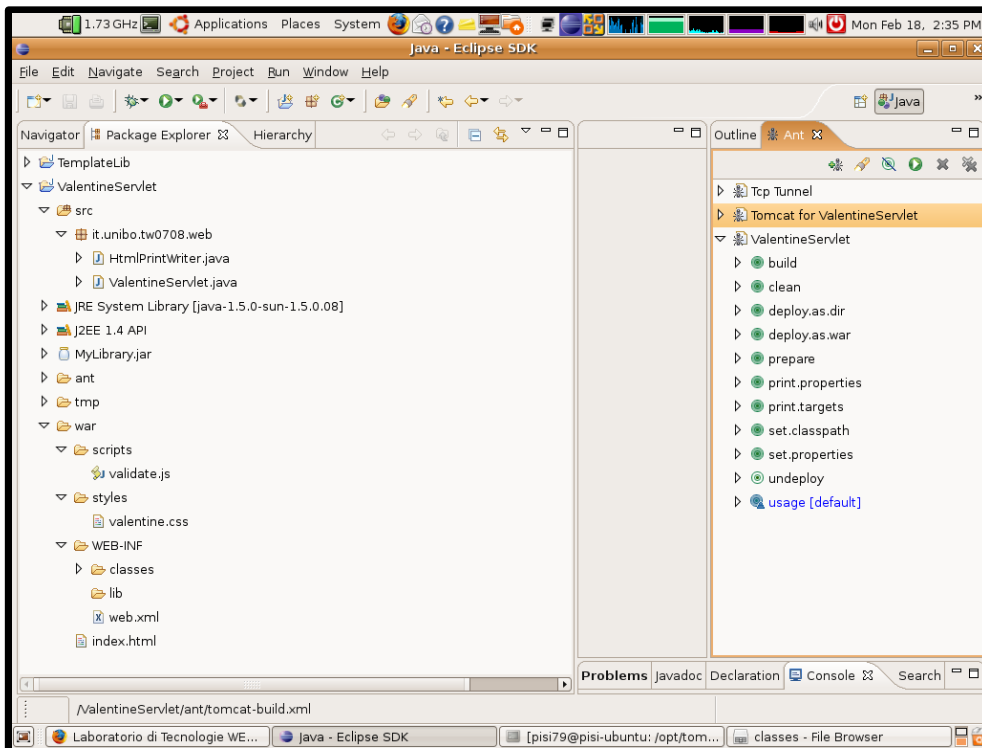 1.73 GHz Applications Places System Mon Feb 18, 2:35 PM
Java - Eclipse SDK
File Edit Navigate Search Project Run Window Help
Java
Navigator Package Explorer Hierarchy
TemplateLib
ValentineServlet
src
it.unibo.tw0708.web
HtmlPrintWriter.java
ValentineServlet.java
JRE System Library [java-1.5.0-sun-1.5.0.08]
J2EE 1.4 API
MyLibrary.jar
ant
tmp
war
scripts
validate.js
styles
valentine.css
WEB-INF
classes
lib
web.xml
index.html
Outline Ant
Tcp Tunnel
Tomcat for ValentineServlet
ValentineServlet
build
clean
deploy.as.dir
deploy.as.war
prepare
print.properties
print.targets
set.classpath
set.properties
undeploy
usage [default]
Problems Javadoc Declaration Console Search
/ValentineServlet/ant/tomcat-build.xml
Laboratorio di Tecnologie WE... Java - Eclipse SDK [pisi79@pisi-ubuntu: /opt/tom... classes - File Browser